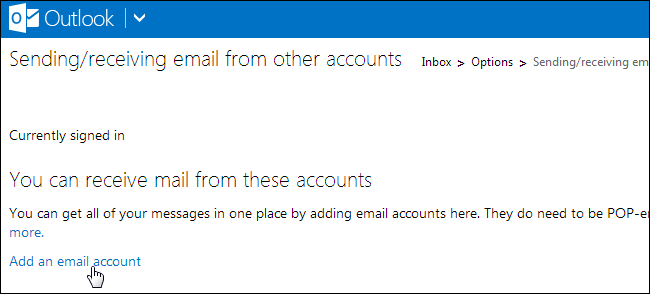 Outlook
Sending/receiving email from other accounts
Inbox > Options > Sending/receiving em
Currently signed in
You can receive mail from these accounts
You can get all of your messages in one place by adding email accounts here. They do need to be POP-e
more.
Add an email account